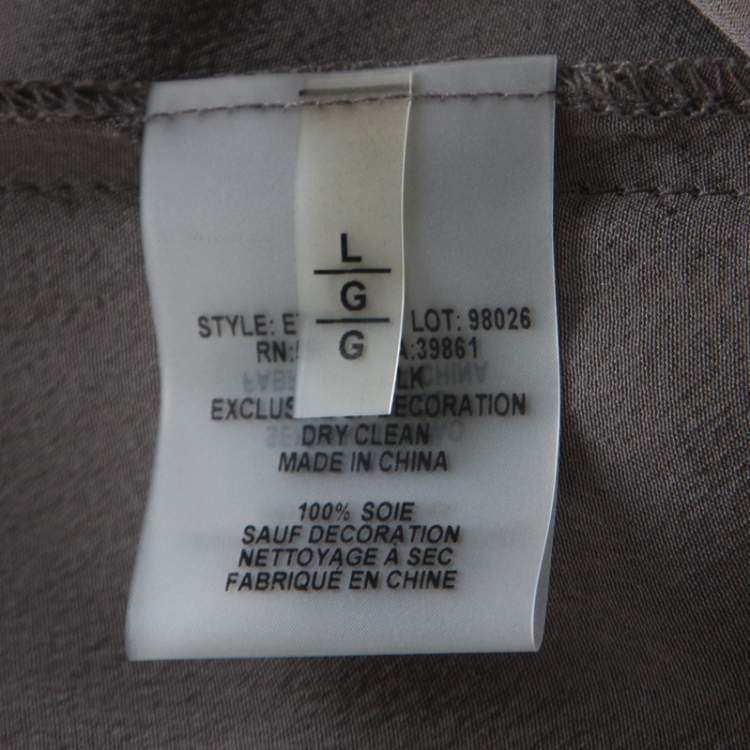 L
G
G
STYLE: LOT: 98026
RN: :39861
DECORATION
DRY CLEAN
MADE IN CHINA
100% SOIE
SAUF DECORATION
NETTOYAGE À SEC
FABRIQUÉ EN CHINE